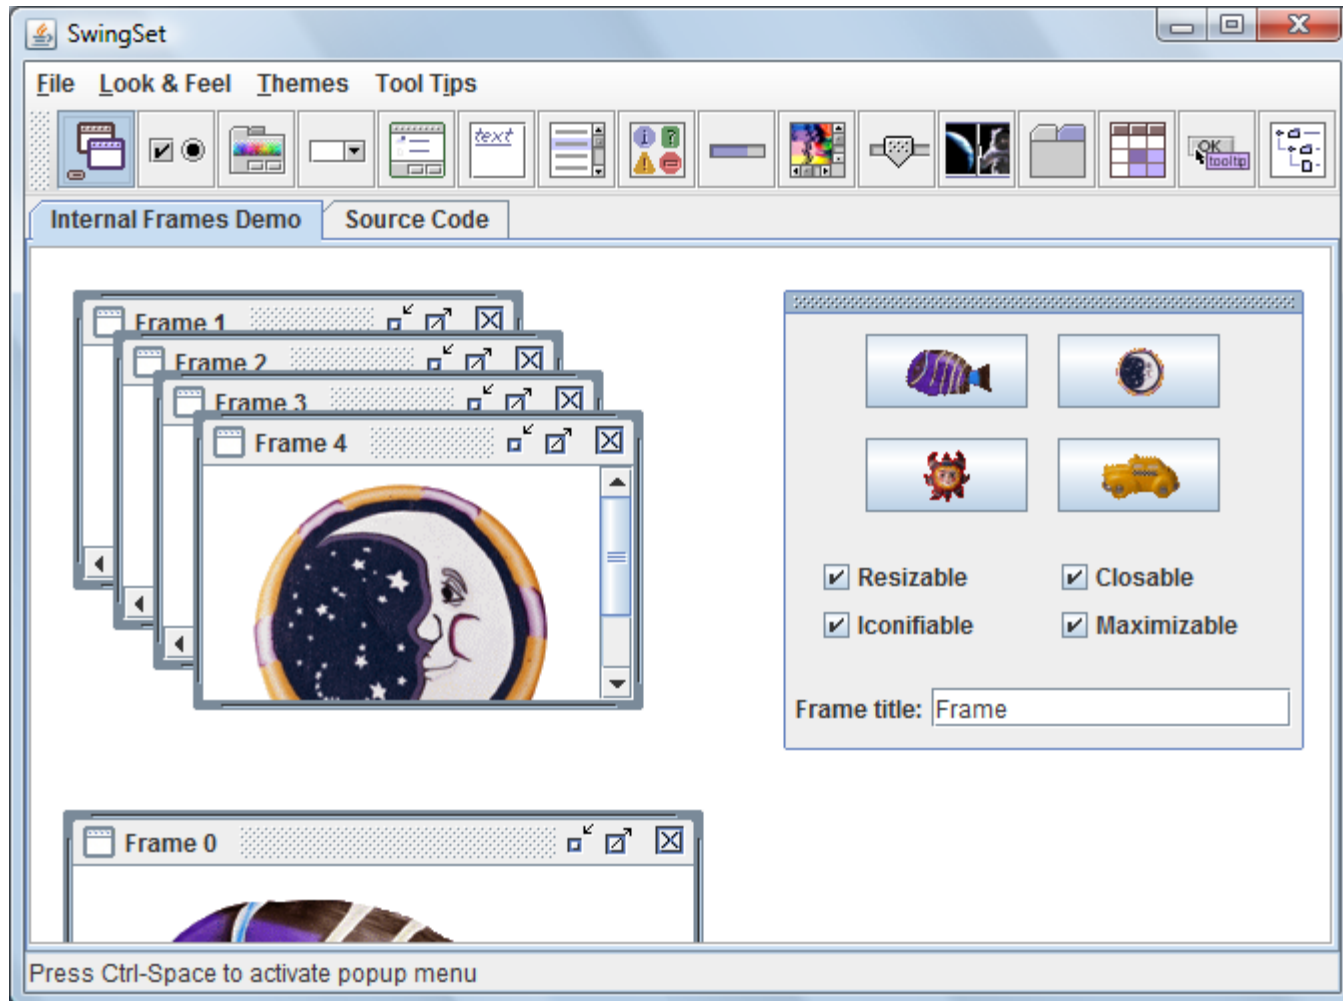 SwingSet
File Look & Feel Themes Tool Tips
text
OK
tooltip
Internal Frames Demo Source Code
Frame 1
Frame 2
Frame 3
Frame 4
Resizable Closable
Iconifiable Maximizable
Frame title: Frame
Frame 0
Press Ctrl-Space to activate popup menu